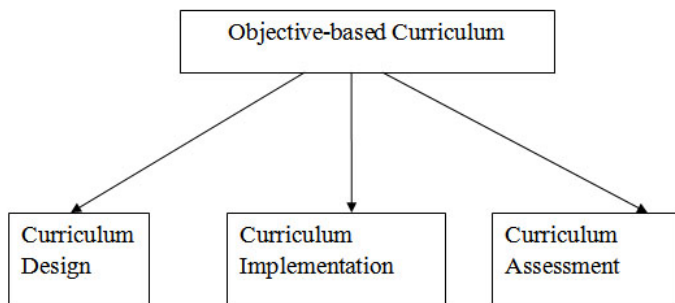 Objective-based Curriculum
Curriculum
Design
Curriculum
Implementation
Curriculum
Assessment